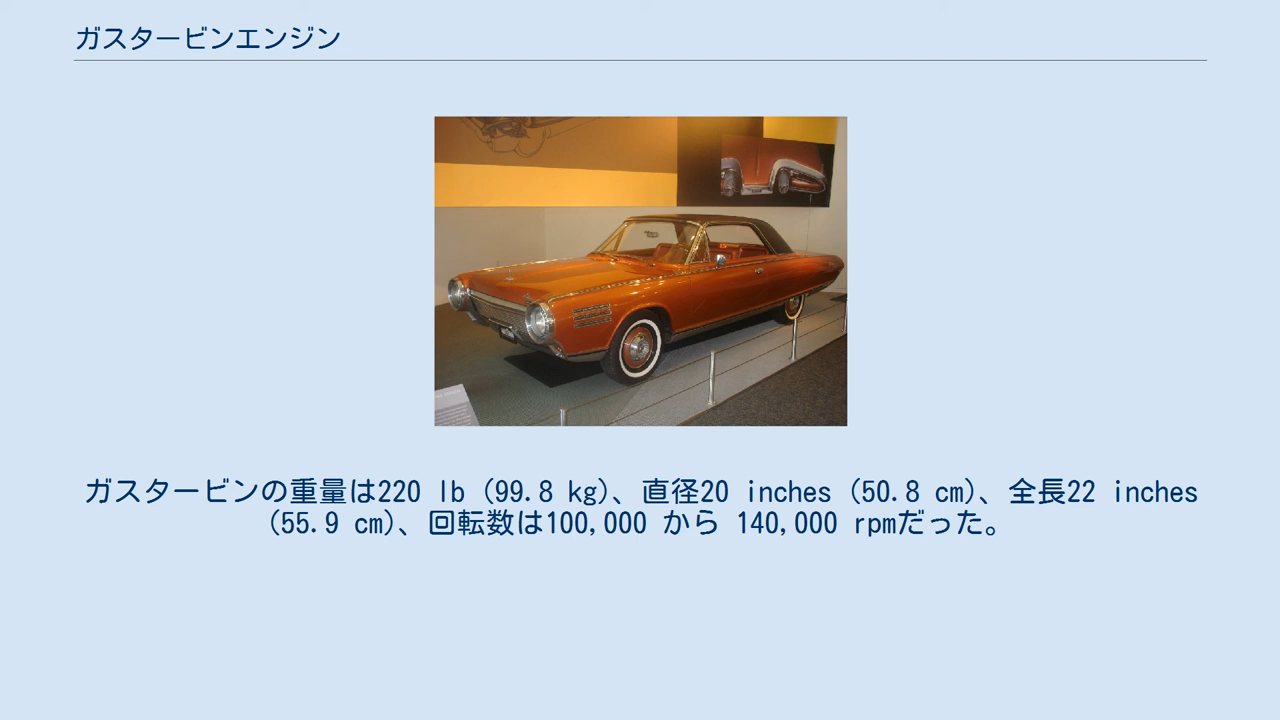 ガスタービンエンジン
ガスタービンの重量は220 lb (99.8 kg)、直径20 inches (50.8 cm)、全長22 inches
(55.9 cm)、回転数は100,000 から 140,000 rpmだった。